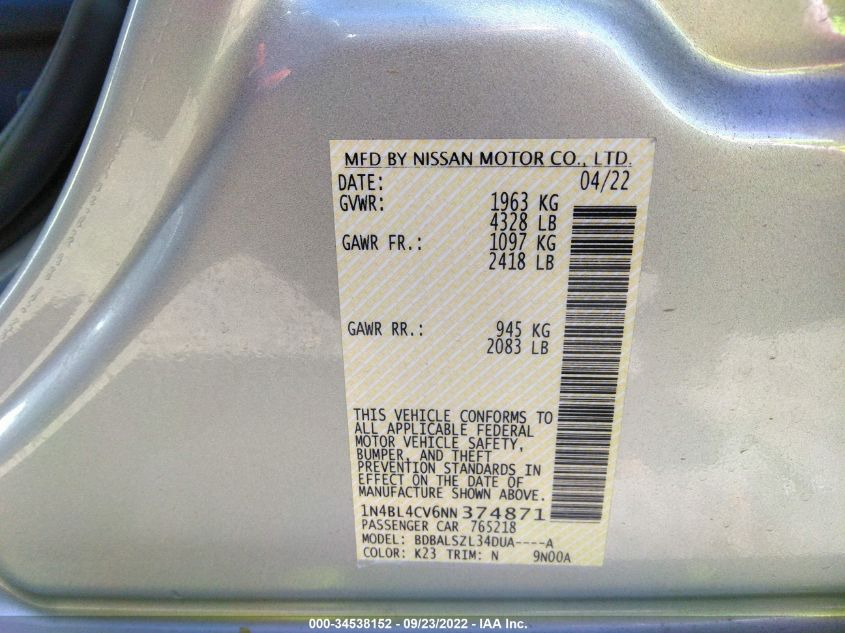 MFD BY NISSAN MOTOR CO., LTD.
DATE: 04/22
GVWR: 1963 KG
4328 LB
GAWR FR.: 1097 KG
2418 LB
GAWR RR.: 945 KG
2083 LB
THIS VEHICLE CONFORMS TO
ALL APPLICABLE FEDERAL
MOTOR VEHICLE SAFETY,
BUMPER, AND THEFT
PREVENTION STANDARDS IN
EFFECT ON THE DATE OF
MANUFACTURE SHOWN ABOVE.
1N4BL4CV6NN374871
PASSENGER CAR 765218
MODEL: BDBALSZL34DUA----A
COLOR: K23 TRIM: N 9N00A
000-34538152 - 09/23/2022 - IAA Inc.